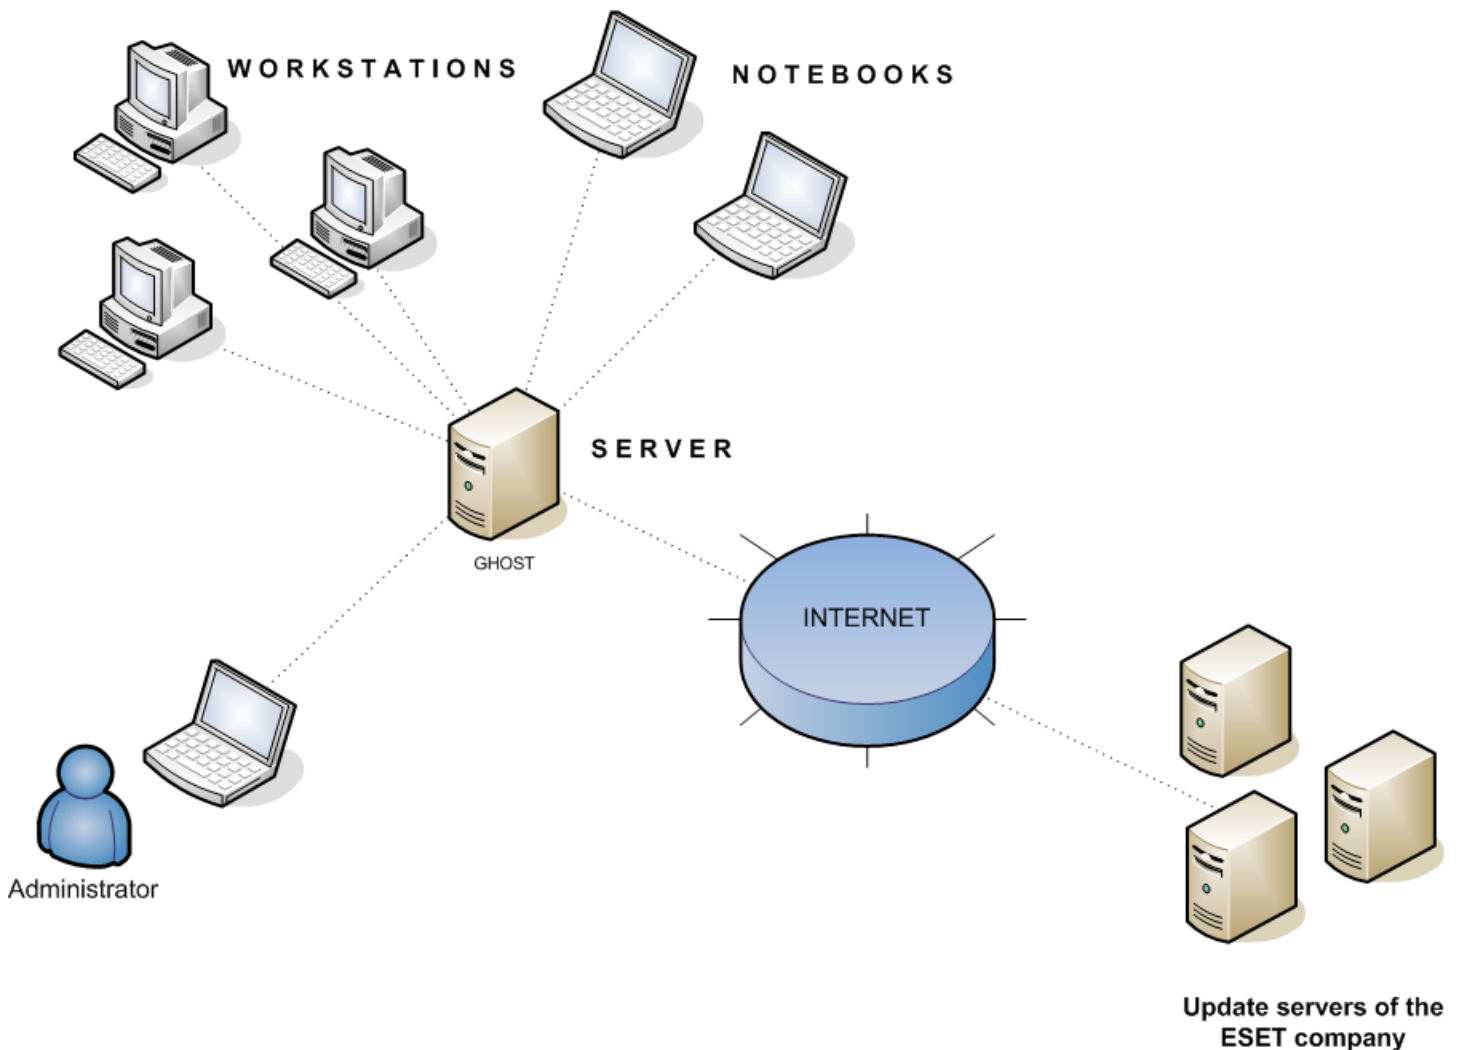 WORKSTATIONS
NOTEBOOKS
SERVER
GHOST
INTERNET
Administrator
Update servers of the
ESET company